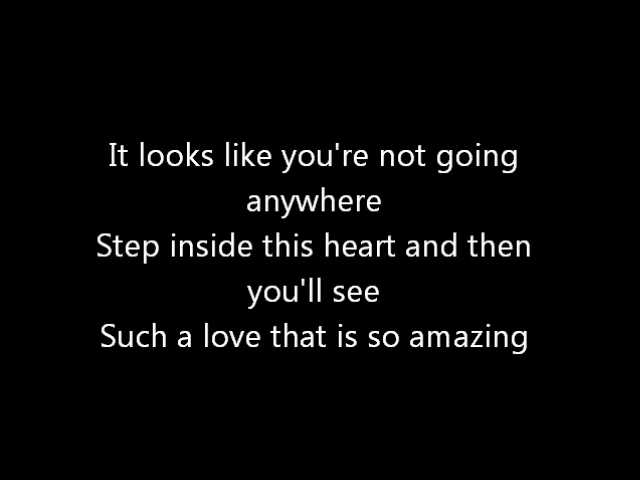 It looks like you're not going
anywhere
Step inside this heart and then
you'll see
Such a love that is so amazing